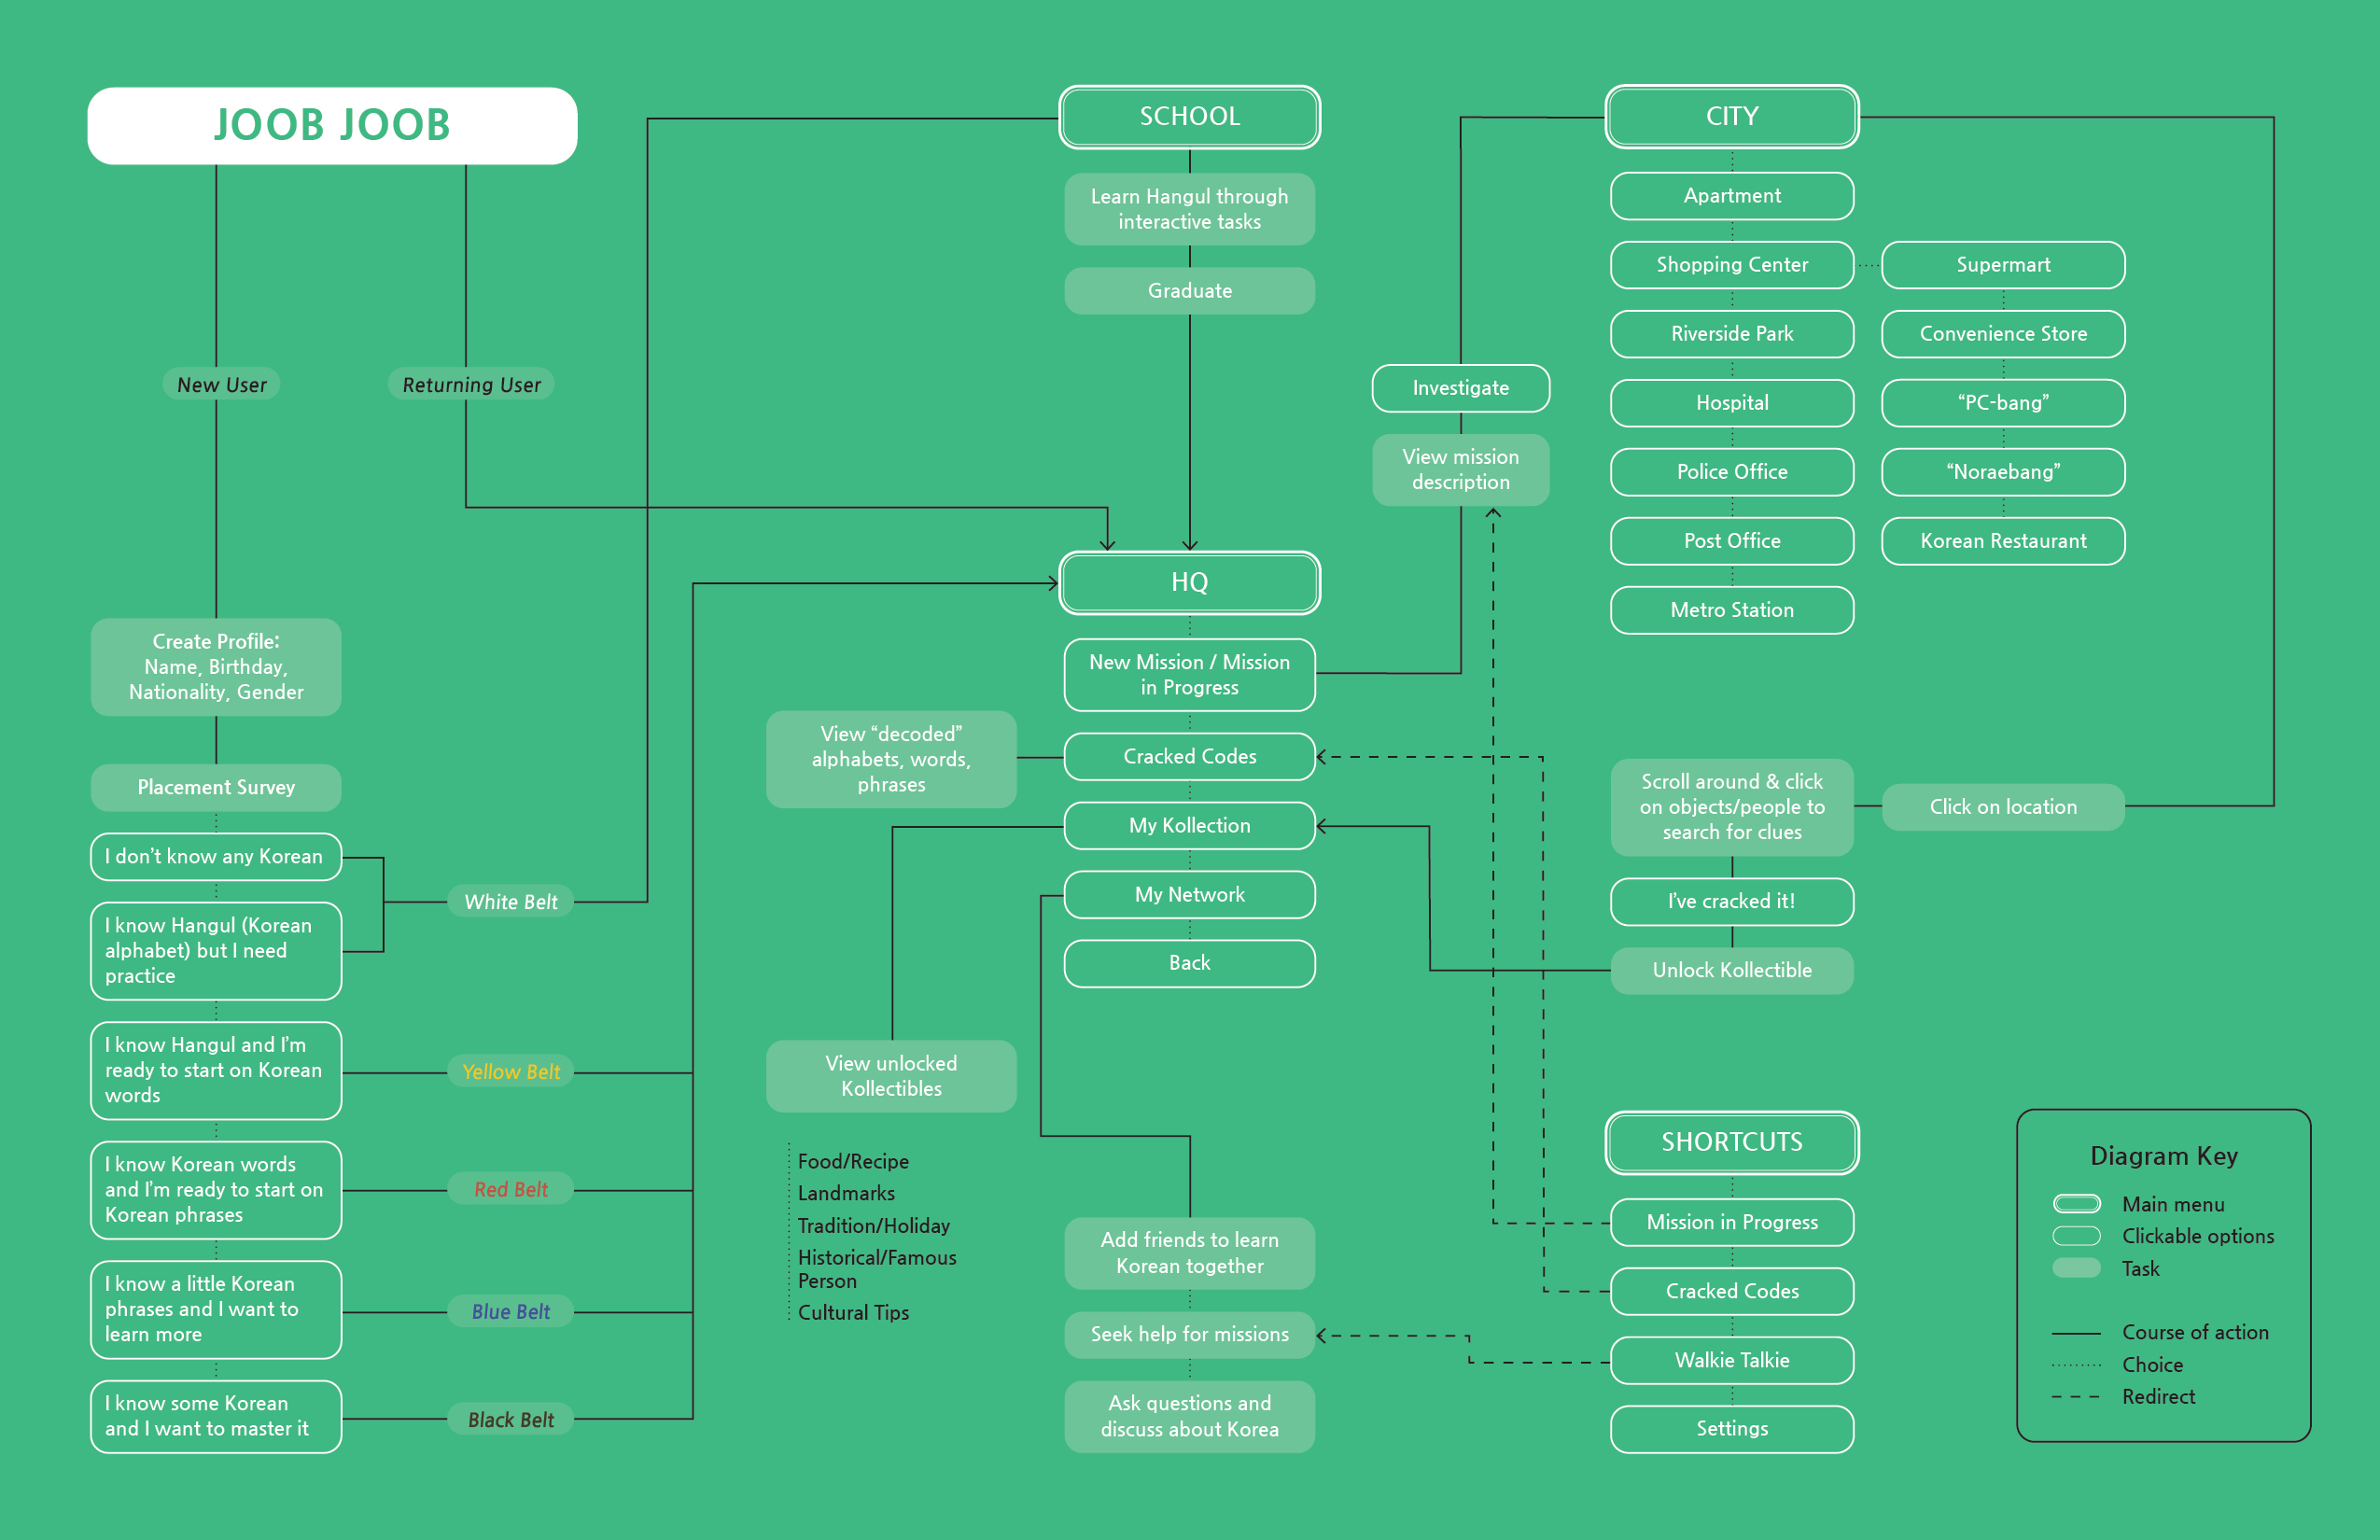 JOOB JOOB
New User
Returning User
Create Profile:
Name, Birthday,
Nationality, Gender
Placement Survey
I don’t know any Korean
I know Hangul (Korean
alphabet) but I need
practice
White Belt
I know Hangul and I’m
ready to start on Korean
words
Yellow Belt
I know Korean words
and I’m ready to start on
Korean phrases
Red Belt
I know a little Korean
phrases and I want to
learn more
Blue Belt
I know some Korean
and I want to master it
Black Belt
SCHOOL
Learn Hangul through
interactive tasks
Graduate
HQ
New Mission / Mission
in Progress
Cracked Codes
My Kollection
My Network
Back
View “decoded”
alphabets, words,
phrases
View unlocked
Kollectibles
Food/Recipe
Landmarks
Tradition/Holiday
Historical/Famous
Person
Cultural Tips
Add friends to learn
Korean together
Seek help for missions
Ask questions and
discuss about Korea
Investigate
View mission
description
CITY
Apartment
Shopping Center
Riverside Park
Hospital
Police Office
Post Office
Metro Station
Supermart
Convenience Store
“PC-bang”
“Noraebang”
Korean Restaurant
Click on location
Scroll around & click
on objects/people to
search for clues
I’ve cracked it!
Unlock Kollectible
SHORTCUTS
Mission in Progress
Cracked Codes
Walkie Talkie
Settings
Diagram Key
Main menu
Clickable options
Task
Course of action
Choice
Redirect